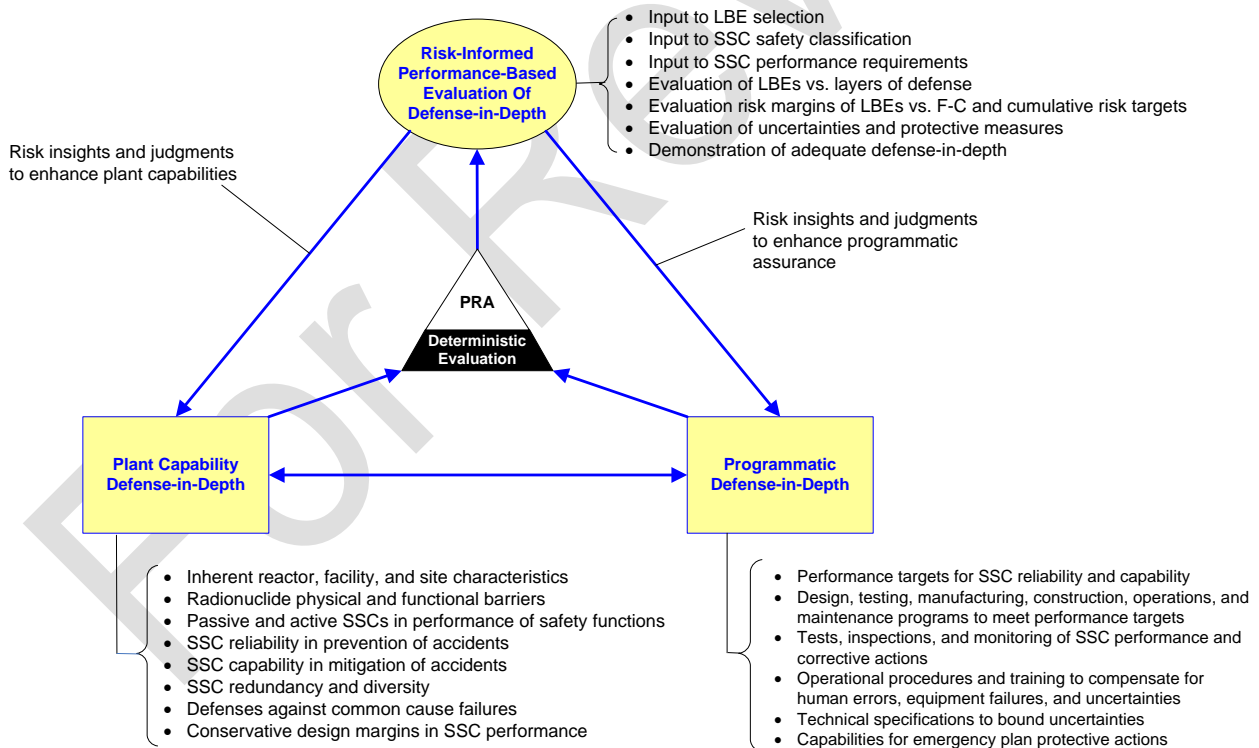 Risk-Informed
Performance-Based
Evaluation Of
Defense-in-Depth
• Input to LBE selection
• Input to SSC safety classification
• Input to SSC performance requirements
• Evaluation of LBEs vs. layers of defense
• Evaluation risk margins of LBEs vs. F-C and cumulative risk targets
• Evaluation of uncertainties and protective measures
• Demonstration of adequate defense-in-depth
Risk insights and judgments
to enhance plant capabilities
Risk insights and judgments
to enhance programmatic
assurance
PRA
Deterministic
Evaluation
Plant Capability
Defense-in-Depth
Programmatic
Defense-in-Depth
• Inherent reactor, facility, and site characteristics
• Radionuclide physical and functional barriers
• Passive and active SSCs in performance of safety functions
• SSC reliability in prevention of accidents
• SSC capability in mitigation of accidents
• SSC redundancy and diversity
• Defenses against common cause failures
• Conservative design margins in SSC performance
• Performance targets for SSC reliability and capability
• Design, testing, manufacturing, construction, operations, and
maintenance programs to meet performance targets
• Tests, inspections, and monitoring of SSC performance and
corrective actions
• Operational procedures and training to compensate for
human errors, equipment failures, and uncertainties
• Technical specifications to bound uncertainties
• Capabilities for emergency plan protective actions
For Rev